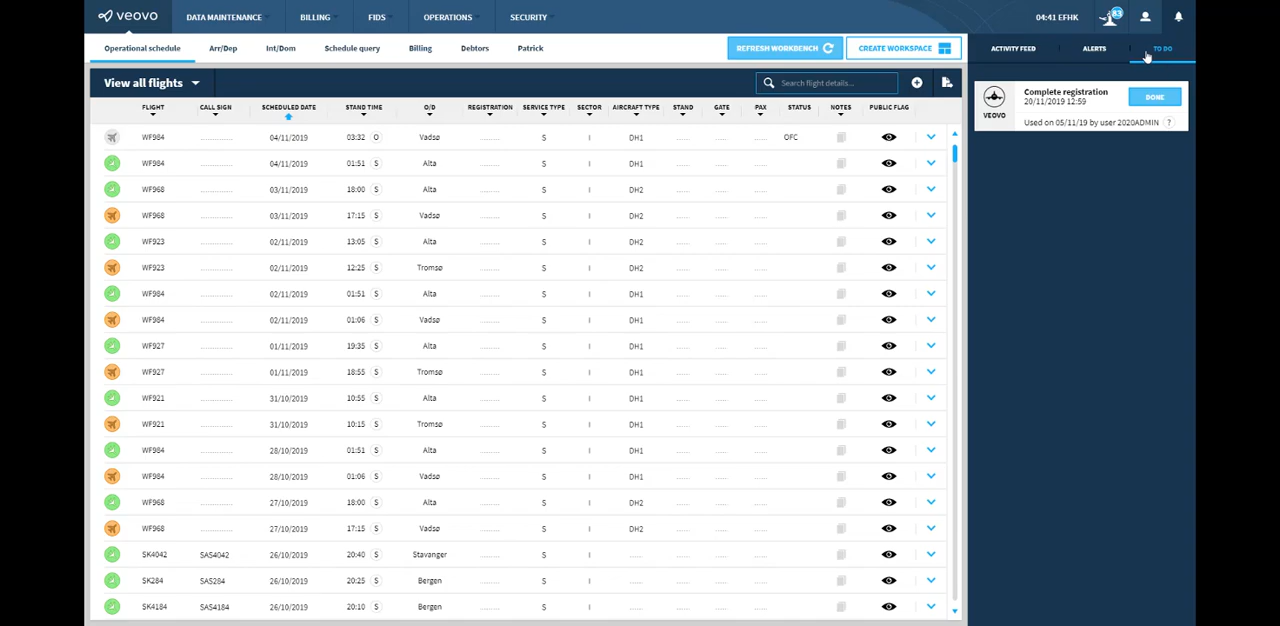 veovo DATA MAINTENANCE BILLING FIDS OPERATIONS SECURITY 04:41 EFHK 83
Operational schedule Arr/Dep Int/Dom Schedule query Billing Debtors Patrick REFRESH WORKBENCH CREATE WORKSPACE ACTIVITY FEED ALERTS TO DO
View all flights Search flight details...
Complete registration
20/11/2019 12:59
DONE
VEOVO
Used on 05/11/19 by user 2020ADMIN ?
FLIGHT CALL SIGN SCHEDULED DATE STAND TIME O/D REGISTRATION SERVICE TYPE SECTOR AIRCRAFT TYPE STAND GATE PAX STATUS NOTES PUBLIC FLAG
WF984 04/11/2019 03:32 O Vadsø S I DH1 OFC
WF984 04/11/2019 01:51 S Alta S I DH1
WF968 03/11/2019 18:00 S Alta S I DH2
WF968 03/11/2019 17:15 S Vadsø S I DH2
WF923 02/11/2019 13:05 S Alta S I DH2
WF923 02/11/2019 12:25 S Tromsø S I DH2
WF984 02/11/2019 01:51 S Alta S I DH1
WF984 02/11/2019 01:06 S Vadsø S I DH1
WF927 01/11/2019 19:35 S Alta S I DH1
WF927 01/11/2019 18:55 S Tromsø S I DH1
WF921 31/10/2019 10:55 S Alta S I DH1
WF921 31/10/2019 10:15 S Tromsø S I DH1
WF984 28/10/2019 01:51 S Alta S I DH1
WF984 28/10/2019 01:06 S Vadsø S I DH1
WF968 27/10/2019 18:00 S Alta S I DH2
WF968 27/10/2019 17:15 S Vadsø S I DH2
SK4042 SAS4042 26/10/2019 20:40 S Stavanger S I
SK284 SAS284 26/10/2019 20:25 S Bergen S I
SK4184 SAS4184 26/10/2019 20:10 S Bergen S I